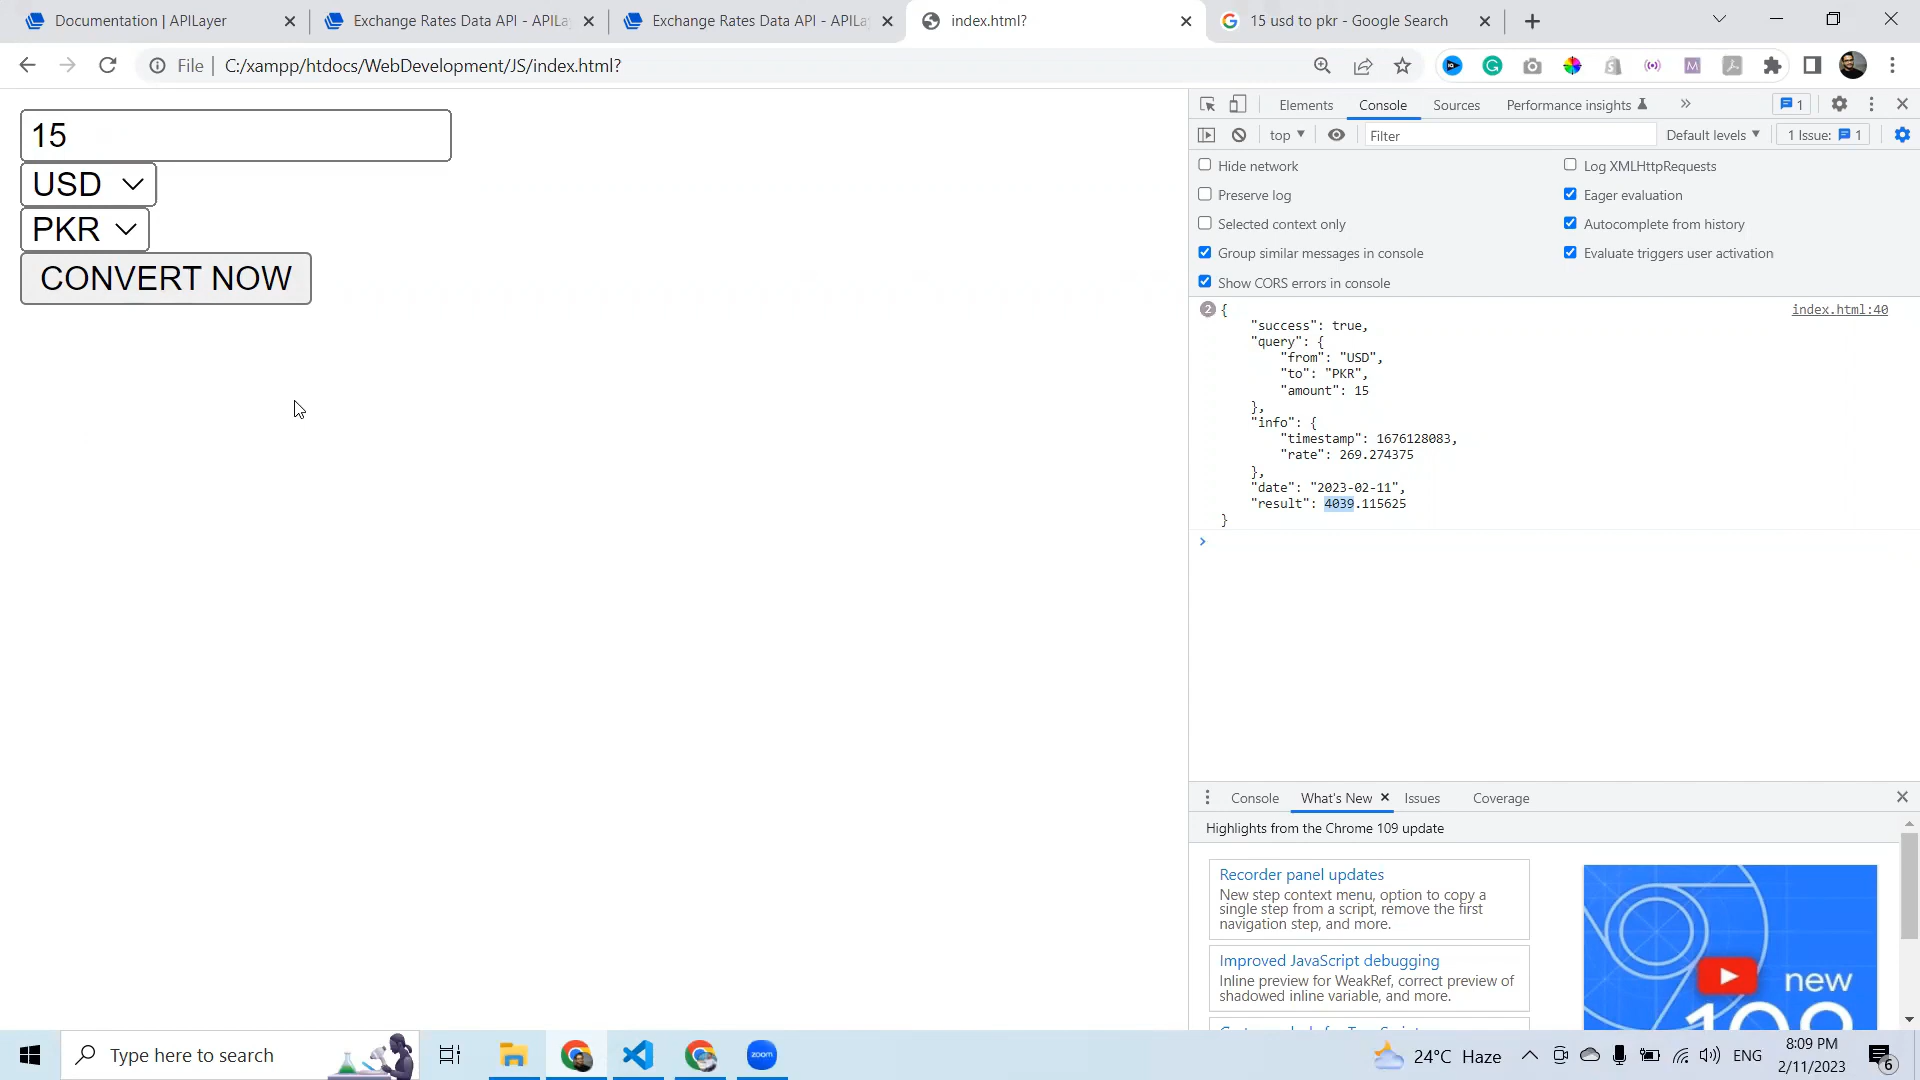 Documentation | APILayer
Exchange Rates Data API - APILa
Exchange Rates Data API - APILa
index.html?
15 usd to pkr - Google Search
File | C:/xampp/htdocs/WebDevelopment/JS/index.html?
15
USD
PKR
CONVERT NOW
Elements
Console
Sources
Performance insights
1
top
Filter
Default levels
1 Issue: 1
Hide network
Log XMLHttpRequests
Preserve log
Eager evaluation
Selected context only
Autocomplete from history
Group similar messages in console
Evaluate triggers user activation
Show CORS errors in console
2 {
index.html:40
"success": true,
"query": {
"from": "USD",
"to": "PKR",
"amount": 15
},
"info": {
"timestamp": 1676128083,
"rate": 269.274375
},
"date": "2023-02-11",
"result": 4039.115625
}
Console
What's New
Issues
Coverage
Highlights from the Chrome 109 update
Recorder panel updates
New step context menu, option to copy a
single step from a script, remove the first
navigation step, and more.
Improved JavaScript debugging
Inline preview for WeakRef, correct preview of
shadowed inline variable, and more.
new
109
Type here to search
zoom
24°C Haze
ENG
8:09 PM
2/11/2023
6